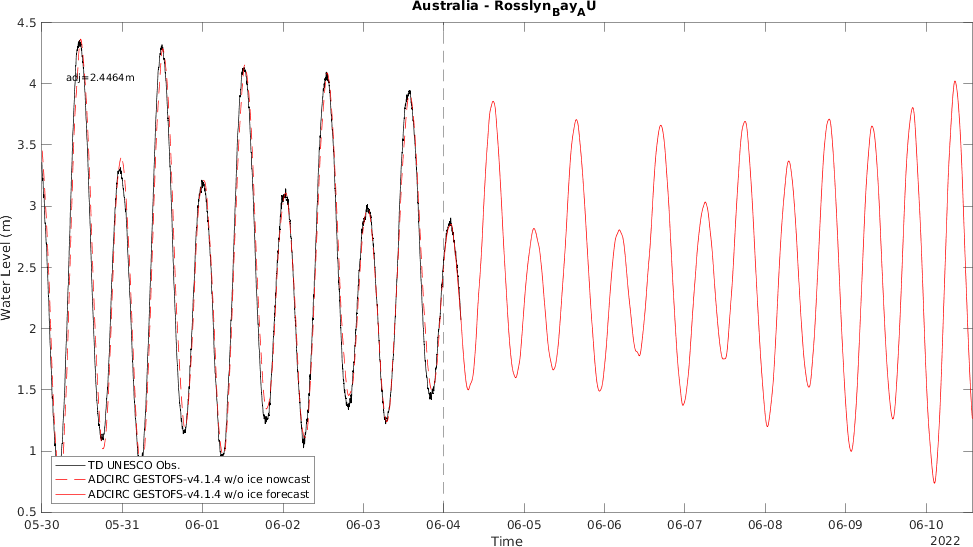 Australia - RosslynBayAU
4.5
4
3.5
3
2.5
2
1.5
1
0.5
Water Level (m)
adj=2.4464m
TD UNESCO Obs.
ADCIRC GESTOFS-v4.1.4 w/o ice nowcast
ADCIRC GESTOFS-v4.1.4 w/o ice forecast
05-30 05-31 06-01 06-02 06-03 06-04 06-05 06-06 06-07 06-08 06-09 06-10
Time
2022